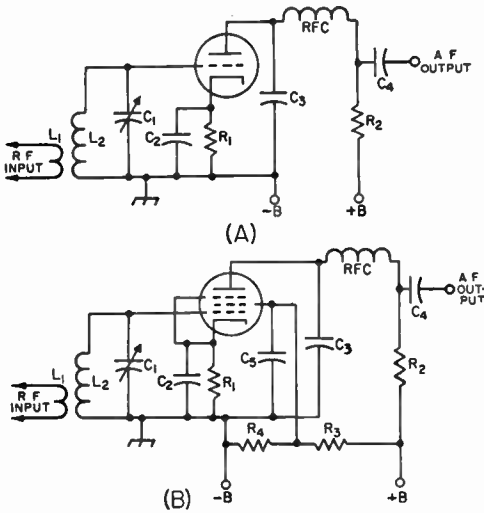 RFC
A F
OUTPUT
C4
C3
C1
C2
R1
R2
L1
L2
R F
INPUT
-B
+B
(A)
RFC
A F
OUT-
PUT
C4
C3
C5
C1
C2
R1
R2
L1
L2
R F
INPUT
R4
R3
-B
+B
(B)